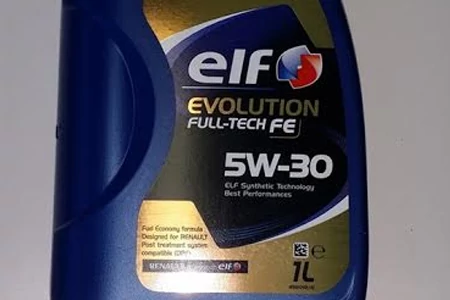 elf
EVOLUTION
FULL-TECH FE
5W-30
ELF Synthetic Technology
Best Performances
Fuel Economy formula
Designed for RENAULT
Post treatment system
compatible (DPF)
RENAULT elf
1L